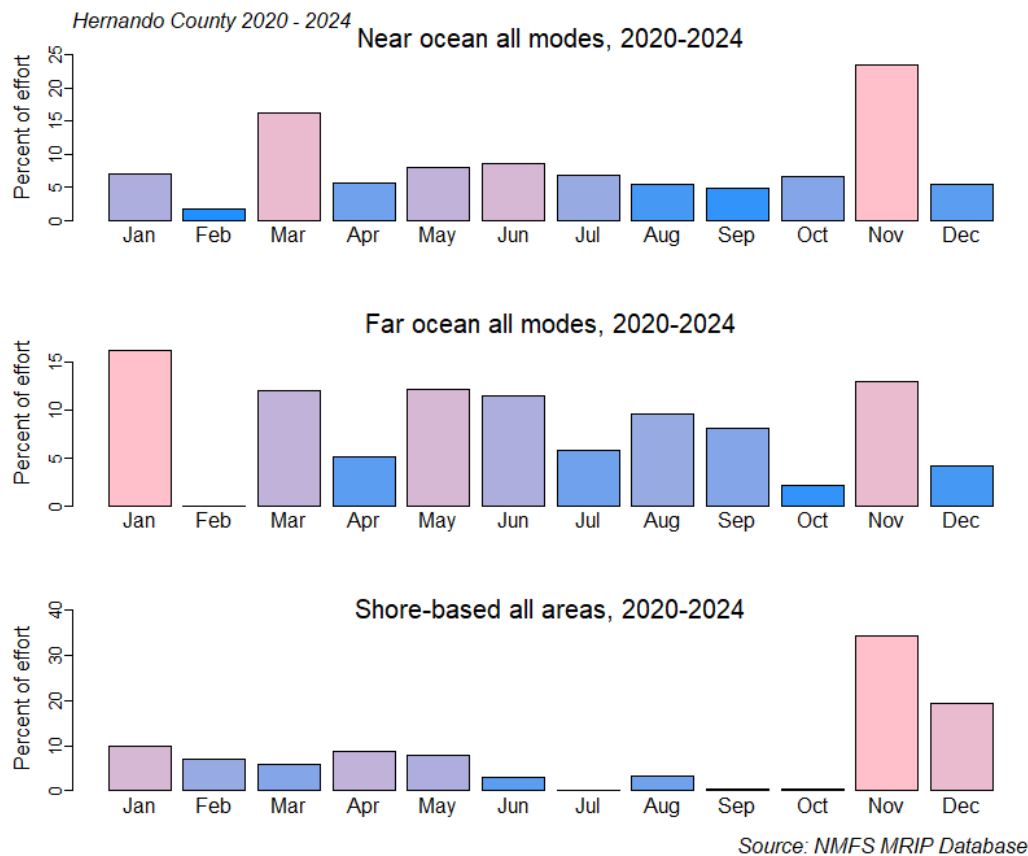 Hernando County 2020 - 2024
Near ocean all modes, 2020-2024
Percent of effort
25
20
15
10
5
0
Jan Feb Mar Apr May Jun Jul Aug Sep Oct Nov Dec
Far ocean all modes, 2020-2024
Percent of effort
15
10
5
0
Jan Feb Mar Apr May Jun Jul Aug Sep Oct Nov Dec
Shore-based all areas, 2020-2024
Percent of effort
40
30
20
10
0
Jan Feb Mar Apr May Jun Jul Aug Sep Oct Nov Dec
Source: NMFS MRIP Database